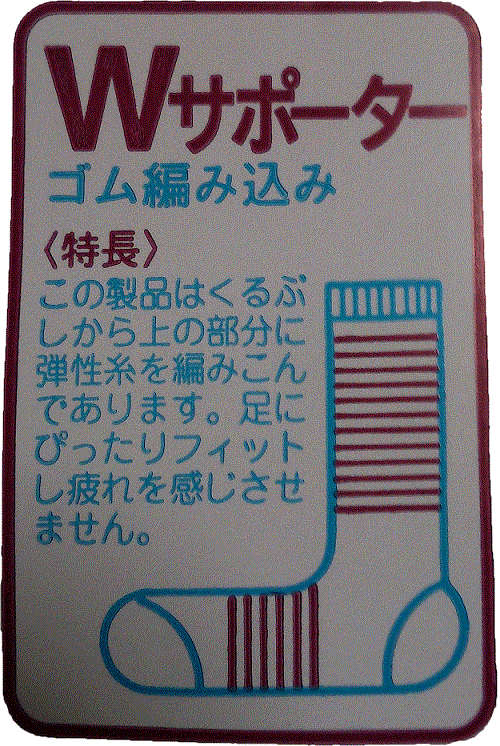 Wサポーター
ゴム編み込み
〈特長〉
この製品はくるぶ
しから上の部分に
弾性糸を編みこん
であります。足に
ぴったりフィット
し疲れを感じさせ
ません。